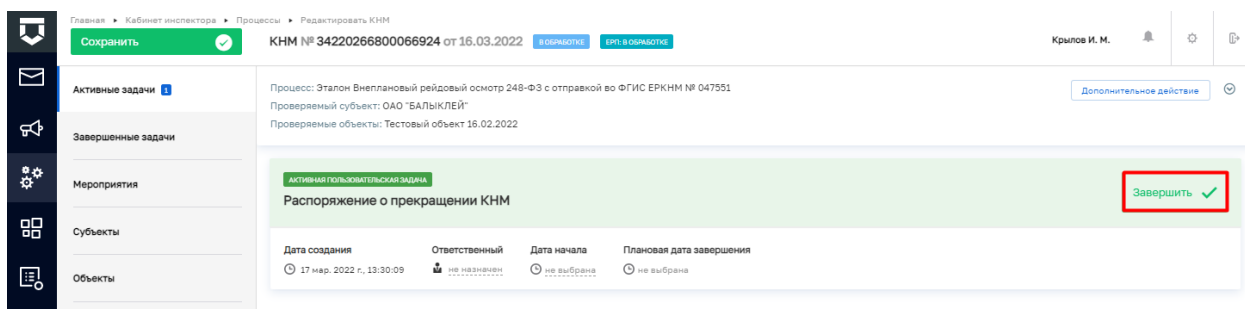 Главная ▸ Кабинет инспектора ▸ Процессы ▸ Редактировать КНМ
Сохранить
КНМ № 34220266800066924 от 16.03.2022 В ОБРАБОТКЕ ЕРП: В ОБРАБОТКЕ
Крылов И. М.
Активные задачи 1
Завершенные задачи
Мероприятия
Субъекты
Объекты
Процесс: Эталон Внеплановый рейдовый осмотр 248-ФЗ с отправкой во ФГИС ЕРКНМ № 047551
Проверяемый субъект: ОАО "БАЛЫКЛЕЙ"
Проверяемые объекты: Тестовый объект 16.02.2022
Дополнительное действие
АКТИВНАЯ ПОЛЬЗОВАТЕЛЬСКАЯ ЗАДАЧА
Распоряжение о прекращении КНМ
Завершить
Дата создания Ответственный Дата начала Плановая дата завершения
17 мар. 2022 г., 13:30:09 не назначен не выбрана не выбрана